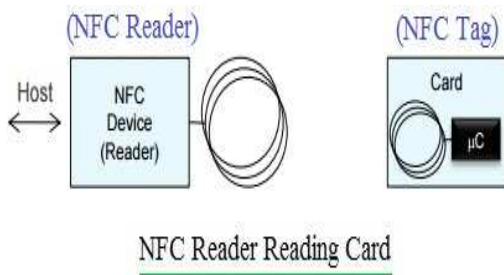 (NFC Reader)
(NFC Tag)
Host
NFC
Device
(Reader)
Card
µC
NFC Reader Reading Card